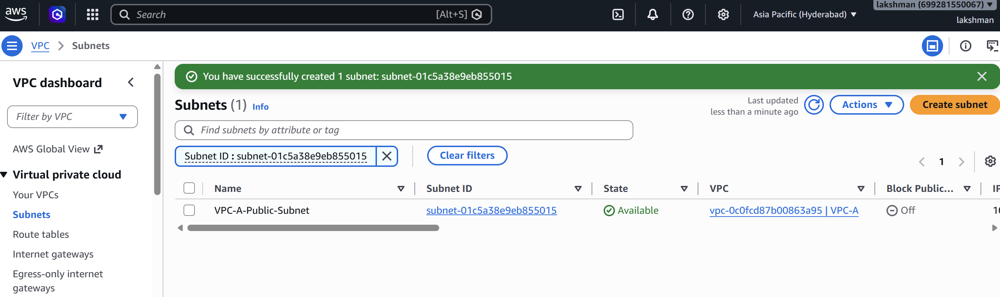 aws
Search
[Alt+S]
Asia Pacific (Hyderabad)
lakshman (699281550067)
lakshman
VPC
Subnets
VPC dashboard
Filter by VPC
AWS Global View
Virtual private cloud
Your VPCs
Subnets
Route tables
Internet gateways
Egress-only internet
gateways
You have successfully created 1 subnet: subnet-01c5a38e9eb855015
Subnets (1) Info
Last updated
less than a minute ago
Actions
Create subnet
Find subnets by attribute or tag
Subnet ID : subnet-01c5a38e9eb855015
Clear filters
1
Name Subnet ID State VPC Block Public... IP
VPC-A-Public-Subnet subnet-01c5a38e9eb855015 Available vpc-0c0fcd87b00863a95 | VPC-A Off 10